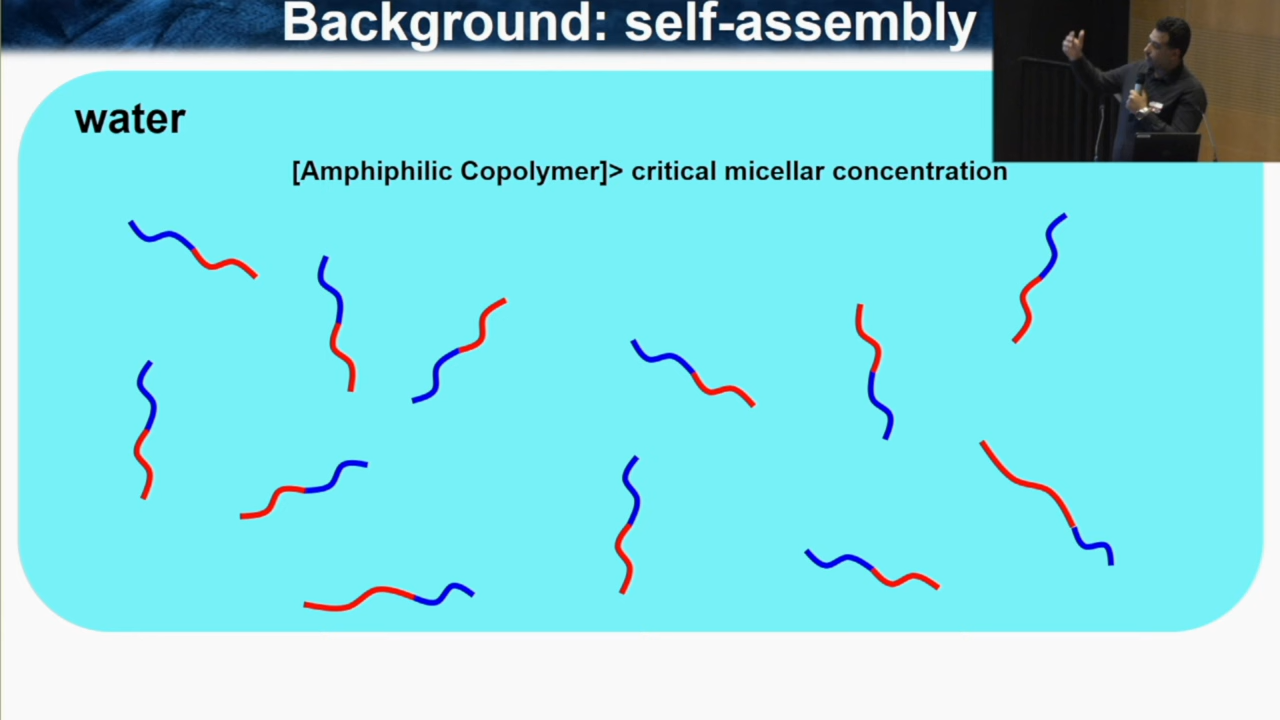 Background: self-assembly
water
[Amphiphilic Copolymer]> critical micellar concentration